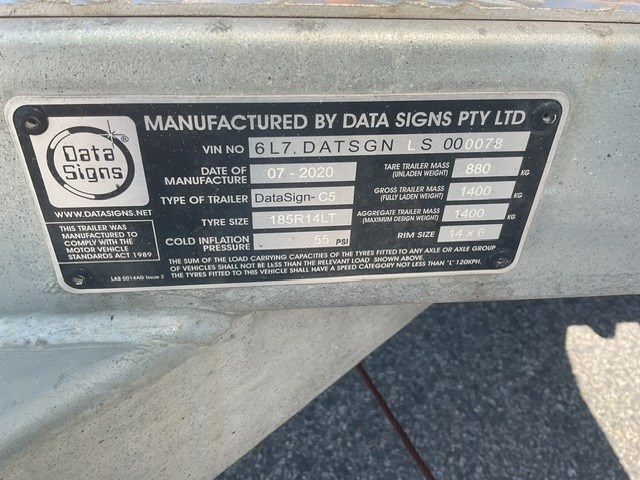 Data Signs
WWW.DATASIGNS.NET
THIS TRAILER WAS
MANUFACTURED TO
COMPLY WITH THE
MOTOR VEHICLE
STANDARDS ACT 1989
MANUFACTURED BY DATA SIGNS PTY LTD
VIN NO 6L7.DATSGN LS 000078
DATE OF MANUFACTURE 07 - 2020
TYPE OF TRAILER DataSign- C5
TYRE SIZE 185R14LT
COLD INFLATION PRESSURE 55 PSI
TARE TRAILER MASS (UNLADEN WEIGHT) 880 KG
GROSS TRAILER MASS (FULLY LADEN WEIGHT) 1400 KG
AGGREGATE TRAILER MASS (MAXIMUM DESIGN WEIGHT) 1400 KG
RIM SIZE 14 x 6
THE SUM OF THE LOAD CARRYING CAPACITIES OF THE TYRES FITTED TO ANY AXLE OR AXLE GROUP
OF VEHICLES SHALL NOT BE LESS THAN THE RELEVANT LOAD SHOWN ABOVE.
THE TYRES FITTED TO THIS VEHICLE SHALL HAVE A SPEED CATEGORY NOT LESS THAN "L" 120KPH.
LAB 0014AG Issue 2